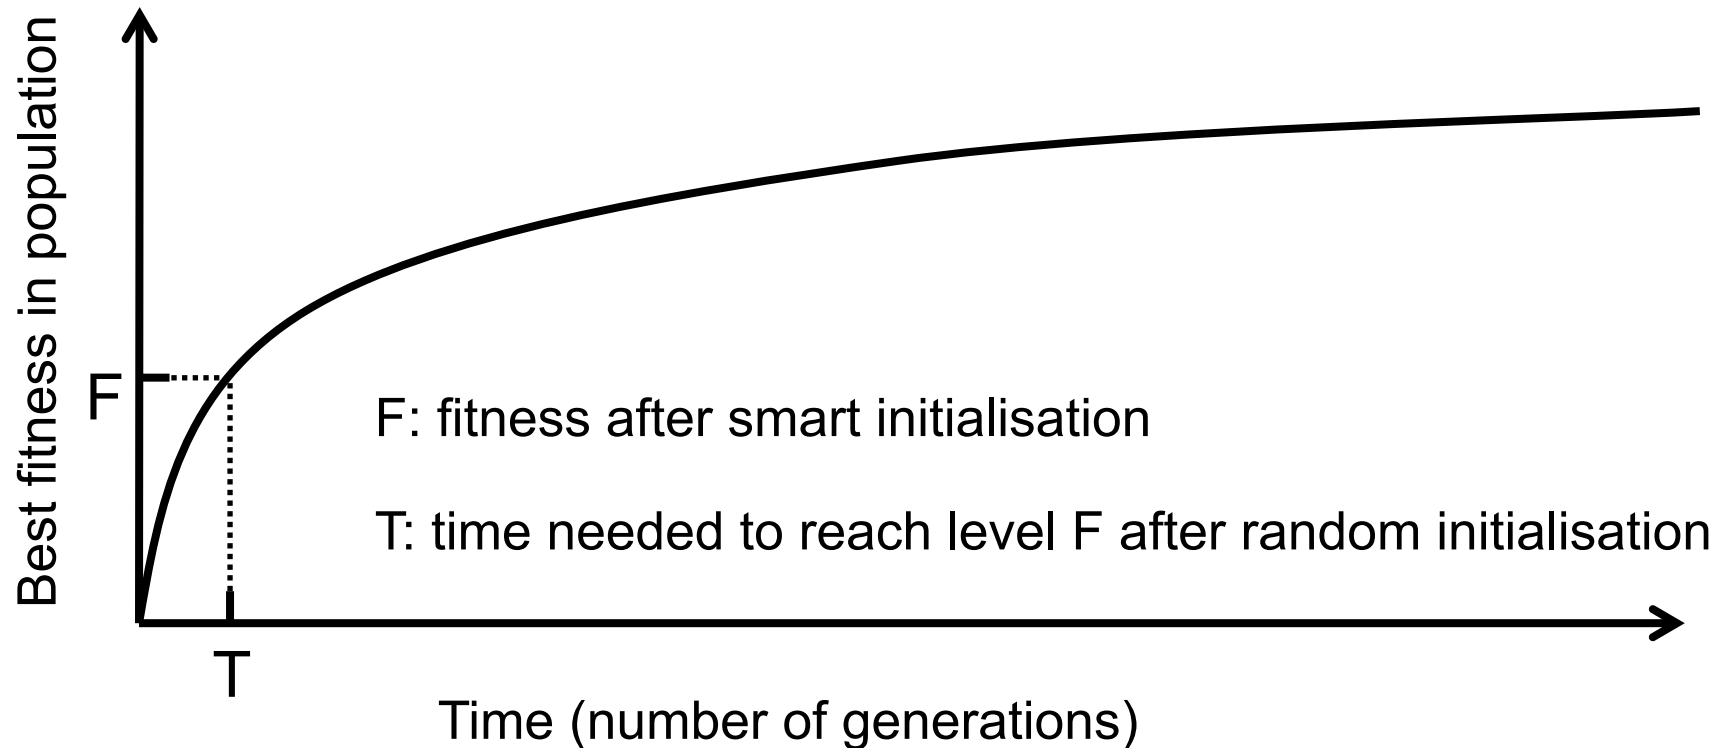 Best fitness in population
F
F: fitness after smart initialisation
T: time needed to reach level F after random initialisation
T
Time (number of generations)